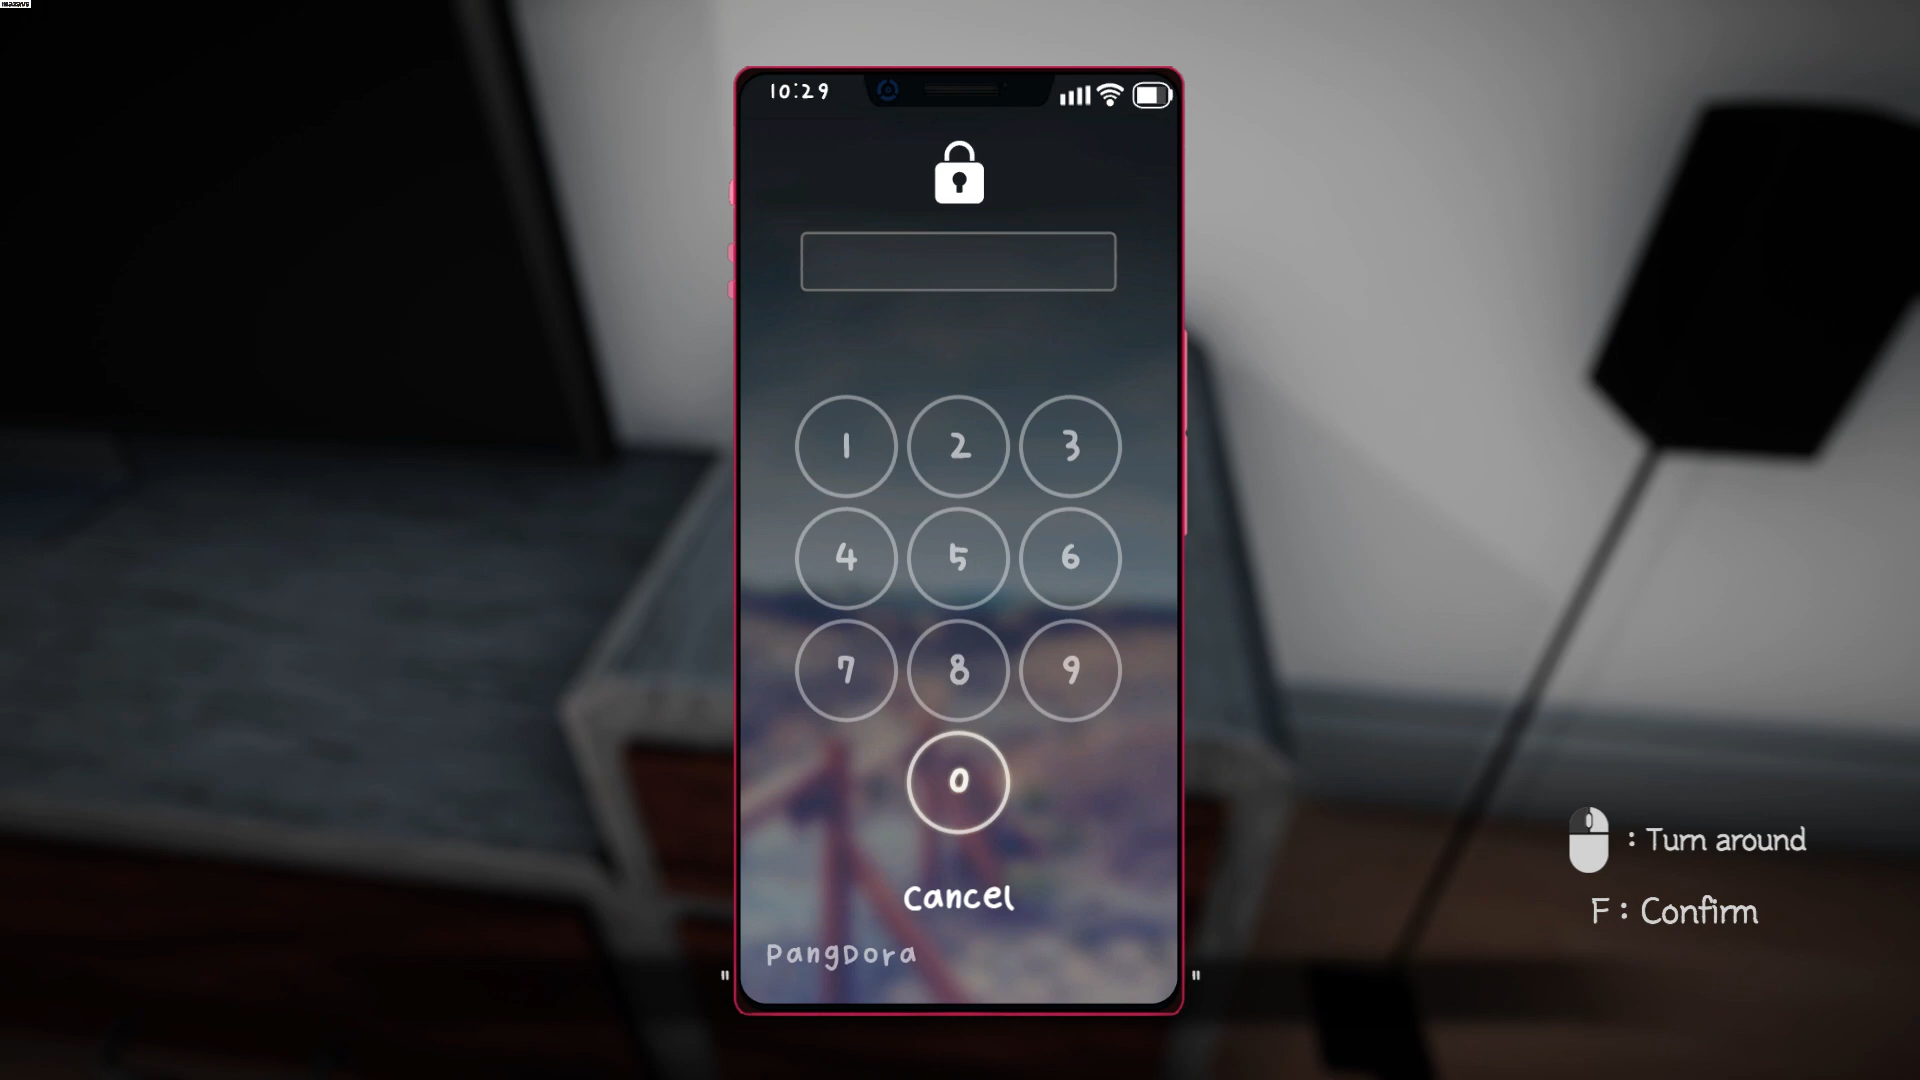 10:29
1 2 3
4 5 6
7 8 9
0
Cancel
PangDora
" "
: Turn around
F : Confirm